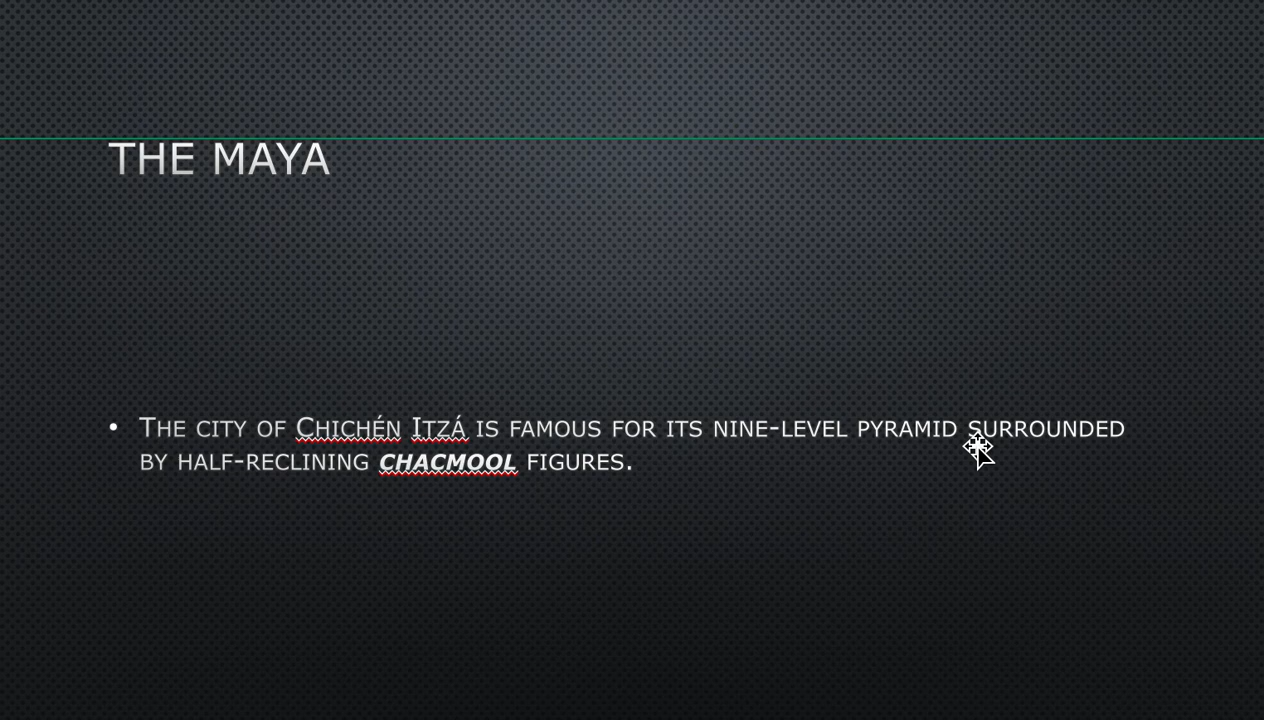 THE MAYA
• THE CITY OF CHICHÉN ITZÁ IS FAMOUS FOR ITS NINE-LEVEL PYRAMID SURROUNDED
BY HALF-RECLINING CHACMOOL FIGURES.